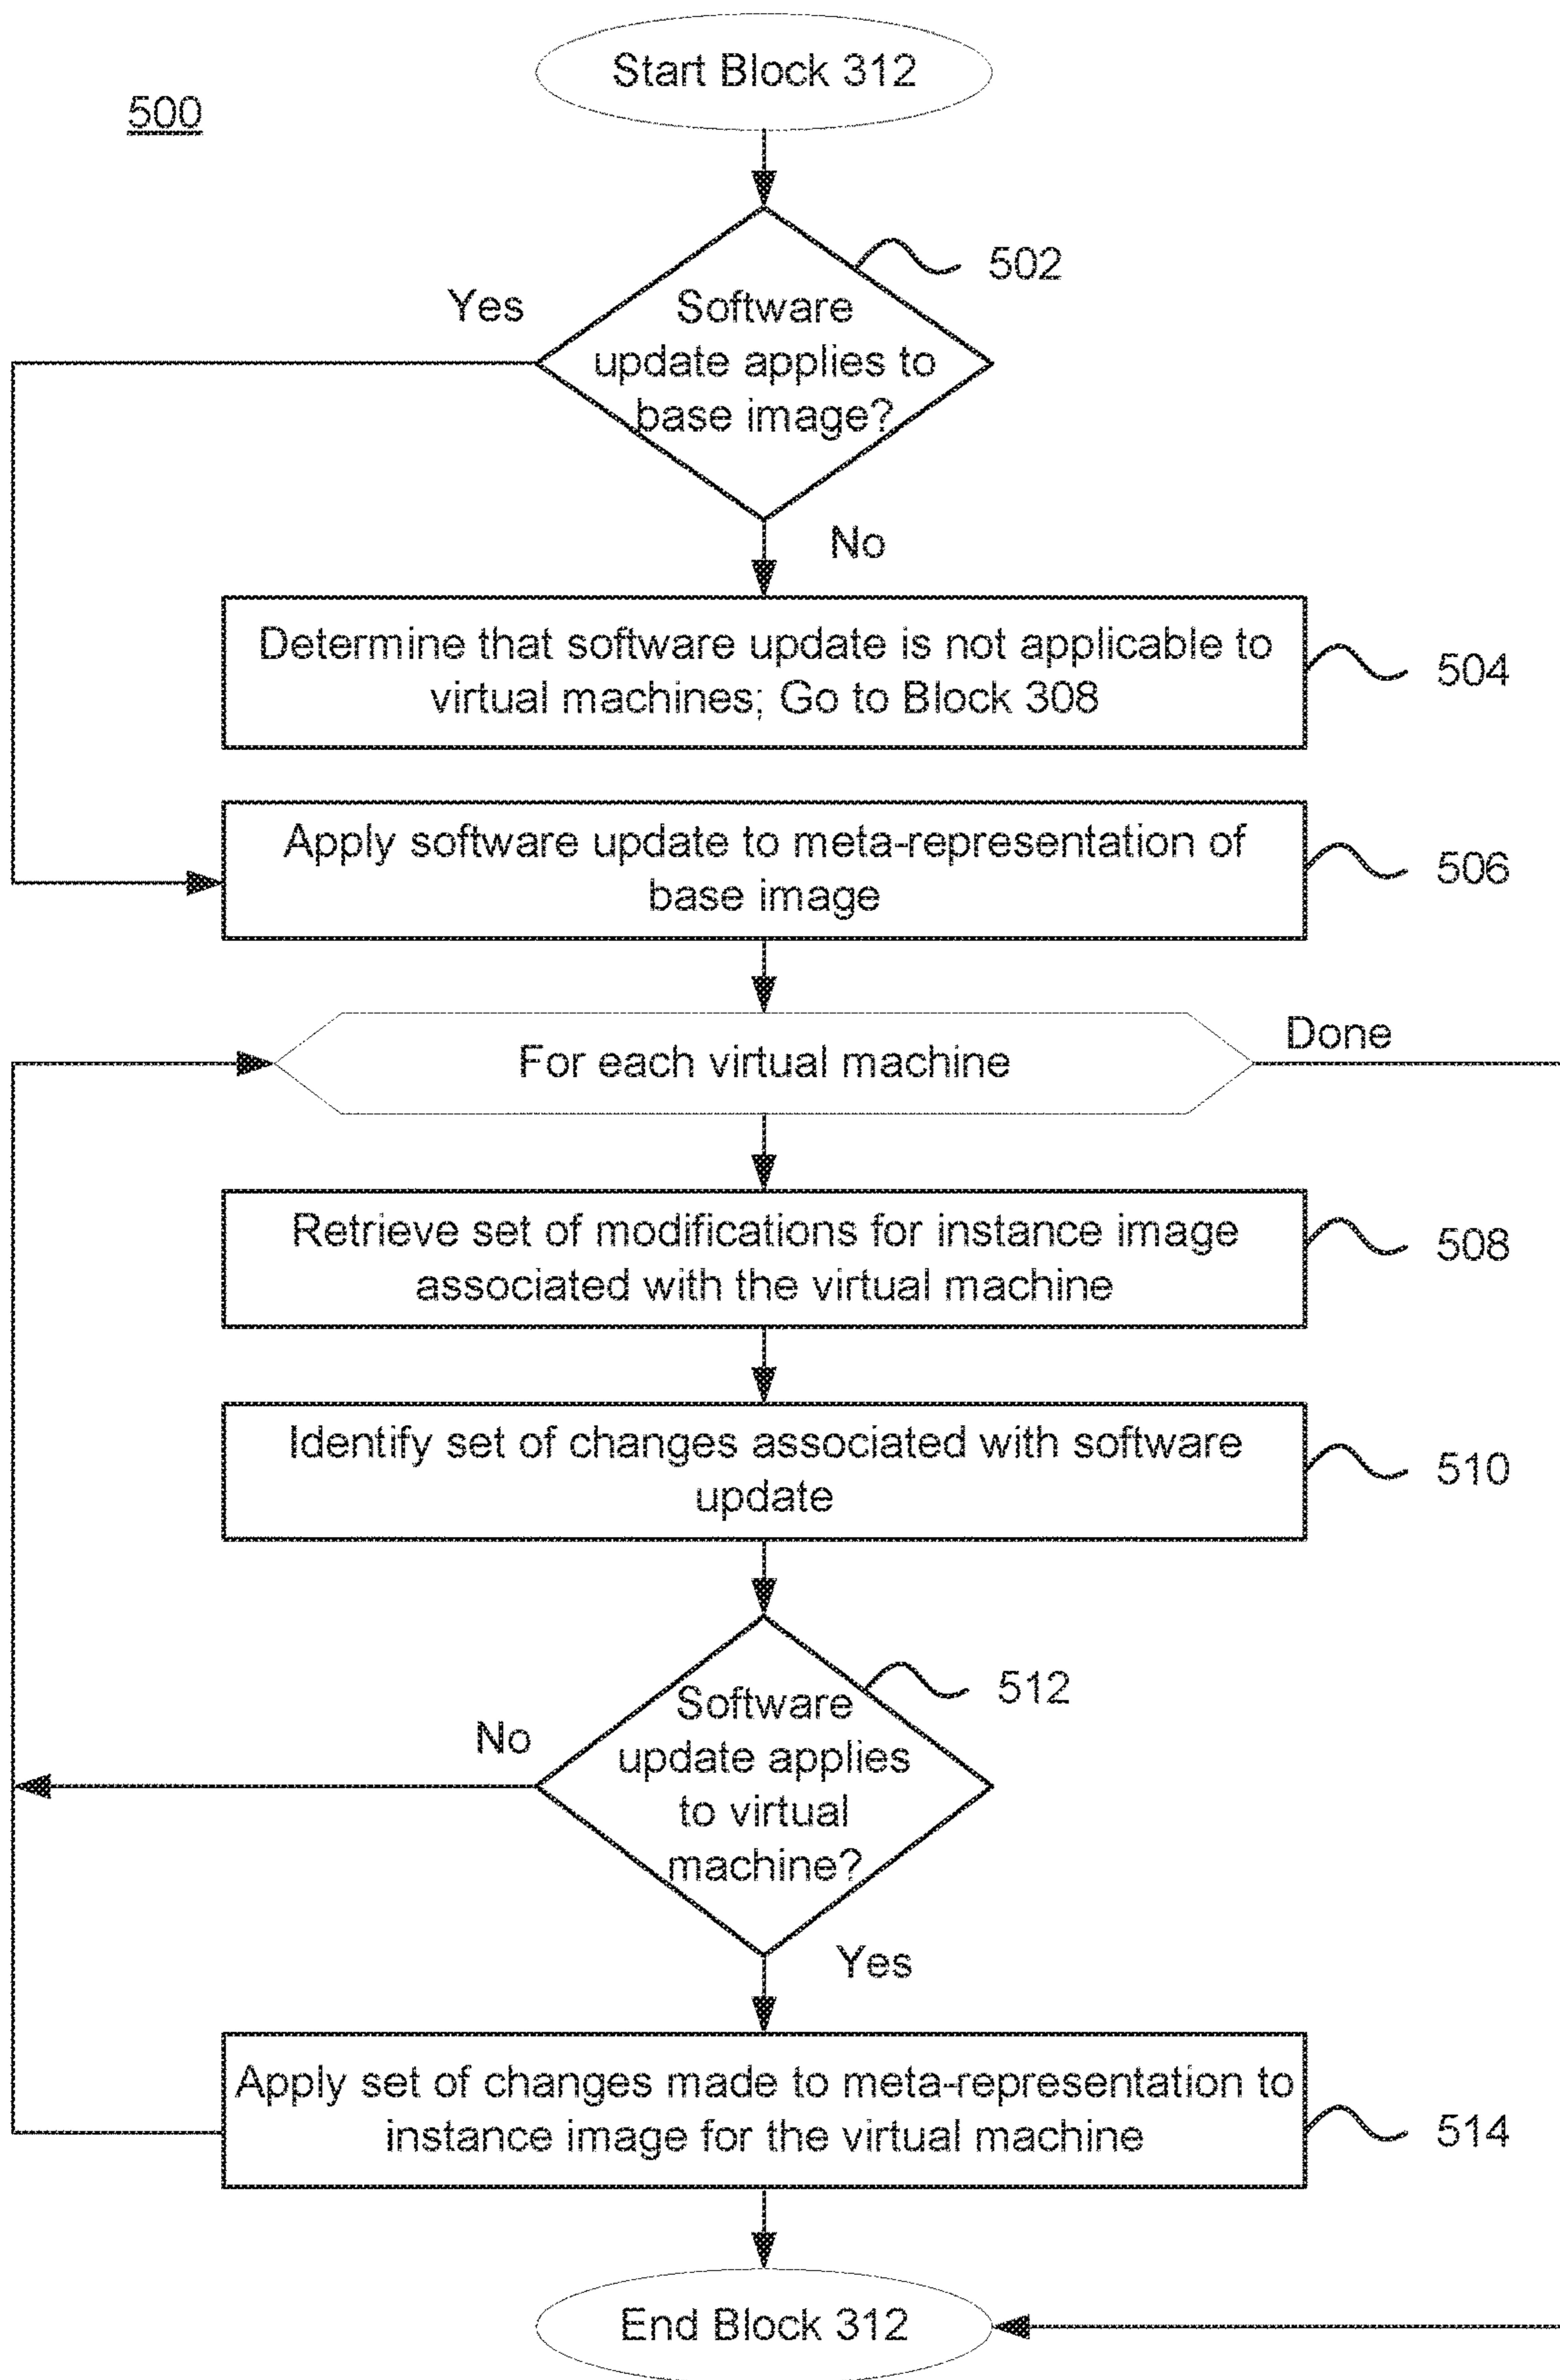 Start Block 312
500
502
Yes
Software
update applies to
base image?
No
Determine that software update is not applicable to
virtual machines; Go to Block 308
504
Apply software update to meta-representation of
base image
506
For each virtual machine
Done
Retrieve set of modifications for instance image
associated with the virtual machine
508
Identify set of changes associated with software
update
510
512
Software
update applies
to virtual
machine?
No
Yes
Apply set of changes made to meta-representation to
instance image for the virtual machine
514
End Block 312